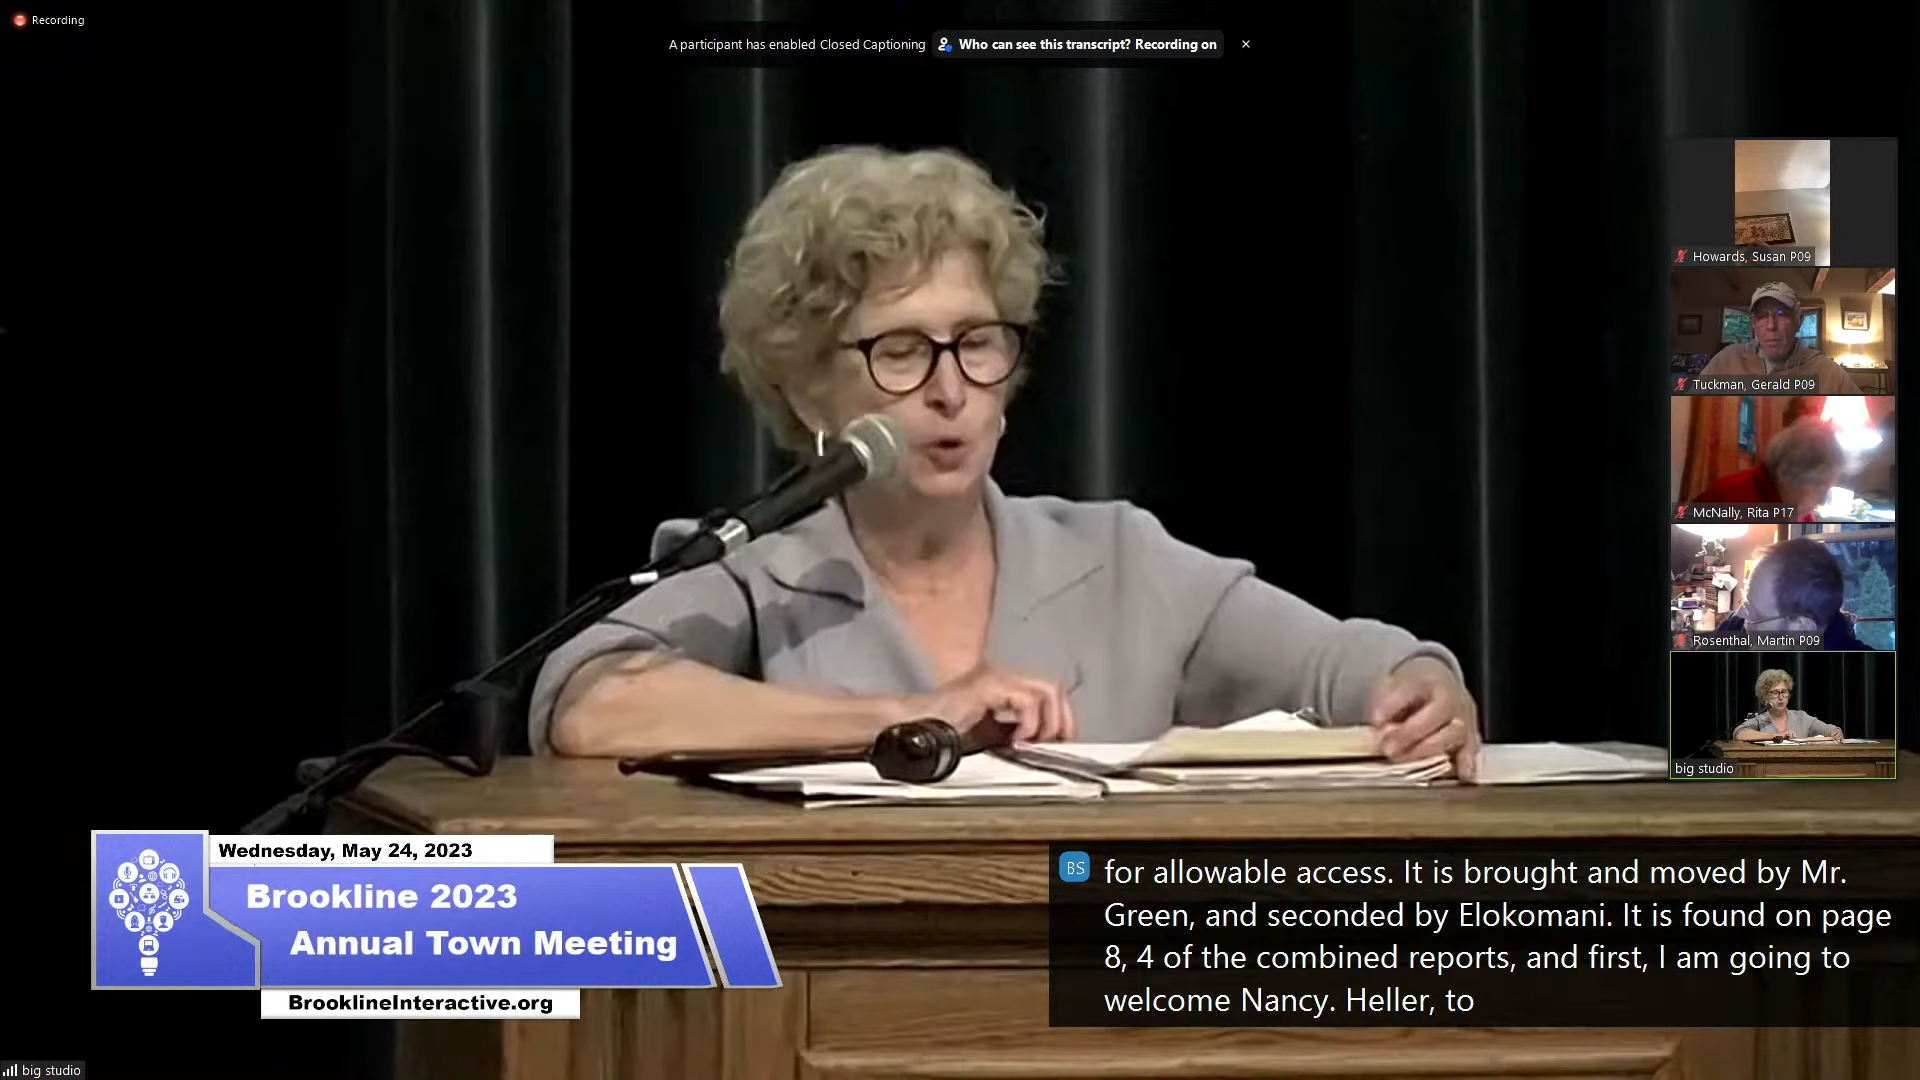 Recording
A participant has enabled Closed Captioning Who can see this transcript? Recording on
Howards, Susan P09
Tuckman, Gerald P09
McNally, Rita P17
Rosenthal, Martin P09
big studio
Wednesday, May 24, 2023
Brookline 2023
Annual Town Meeting
BrooklineInteractive.org
BS
for allowable access. It is brought and moved by Mr.
Green, and seconded by Elokomani. It is found on page
8, 4 of the combined reports, and first, I am going to
welcome Nancy. Heller, to
big studio